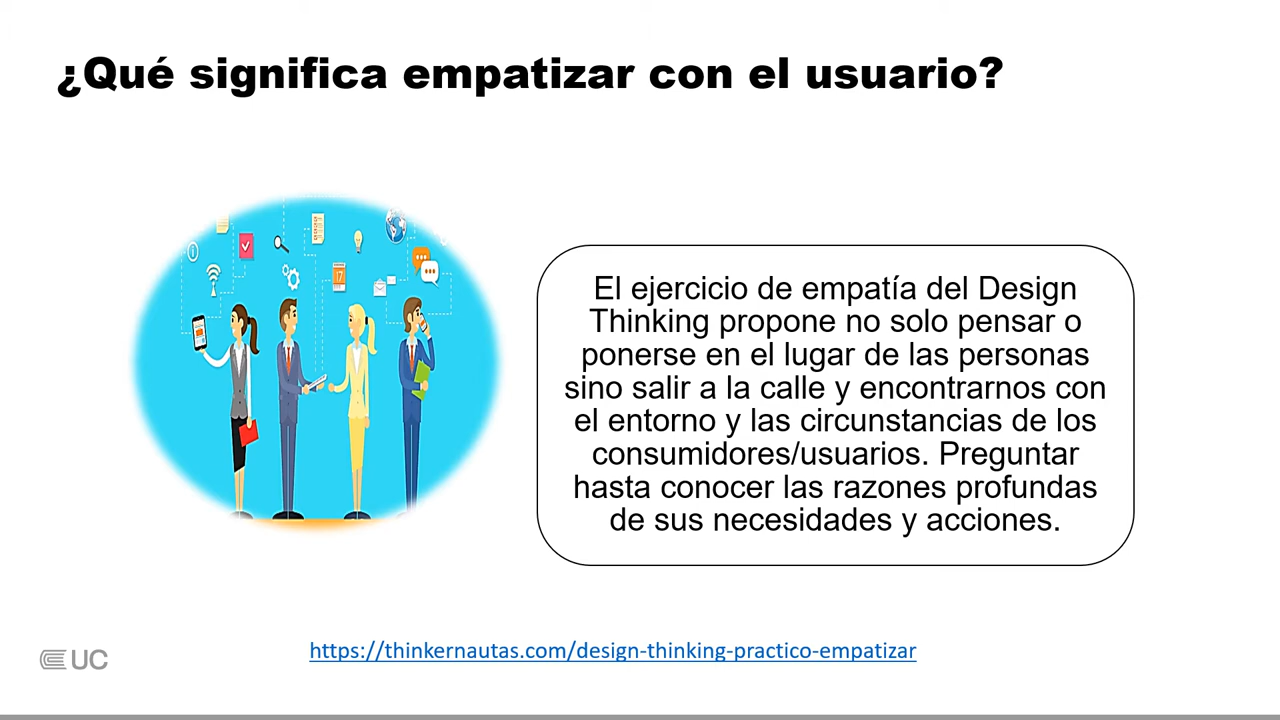 ¿Qué significa empatizar con el usuario?
17
El ejercicio de empatía del Design
Thinking propone no solo pensar o
ponerse en el lugar de las personas
sino salir a la calle y encontrarnos con
el entorno y las circunstancias de los
consumidores/usuarios. Preguntar
hasta conocer las razones profundas
de sus necesidades y acciones.
https://thinkernautas.com/design-thinking-practico-empatizar
UC